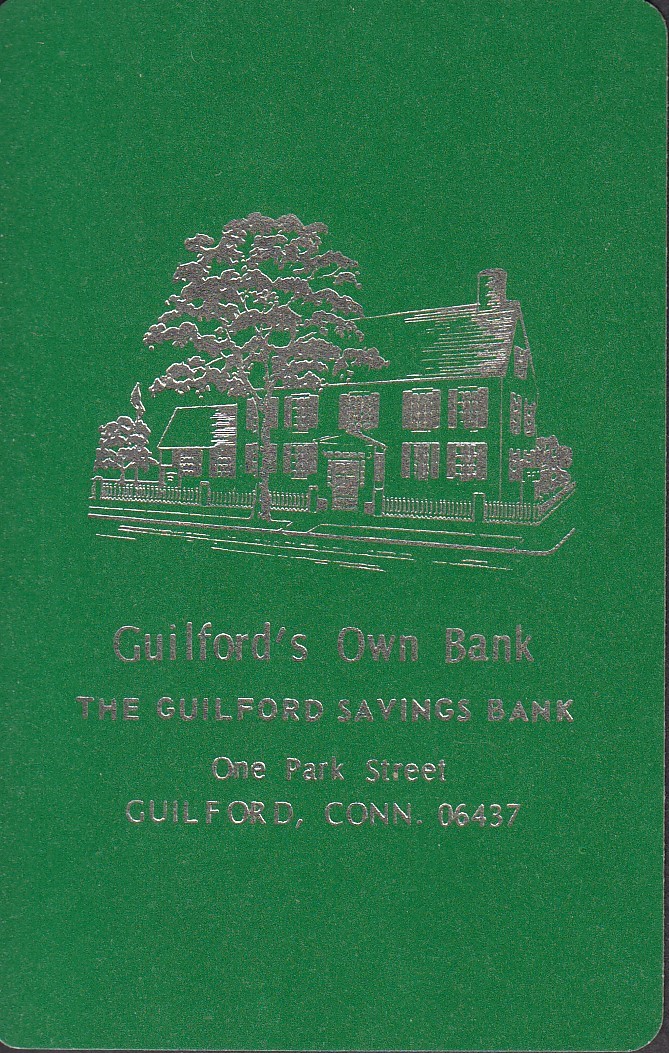 Guilford's Own Bank
THE GUILFORD SAVINGS BANK
One Park Street
GUILFORD, CONN. 06437